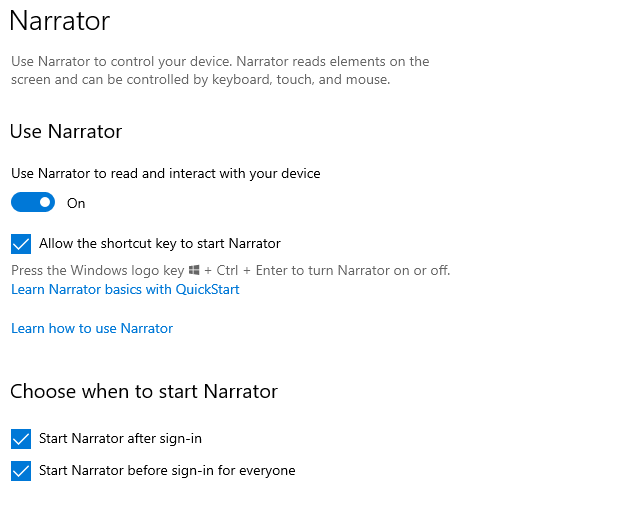 Narrator
Use Narrator to control your device. Narrator reads elements on the
screen and can be controlled by keyboard, touch, and mouse.
Use Narrator
Use Narrator to read and interact with your device
On
Allow the shortcut key to start Narrator
Press the Windows logo key + Ctrl + Enter to turn Narrator on or off.
Learn Narrator basics with QuickStart
Learn how to use Narrator
Choose when to start Narrator
Start Narrator after sign-in
Start Narrator before sign-in for everyone